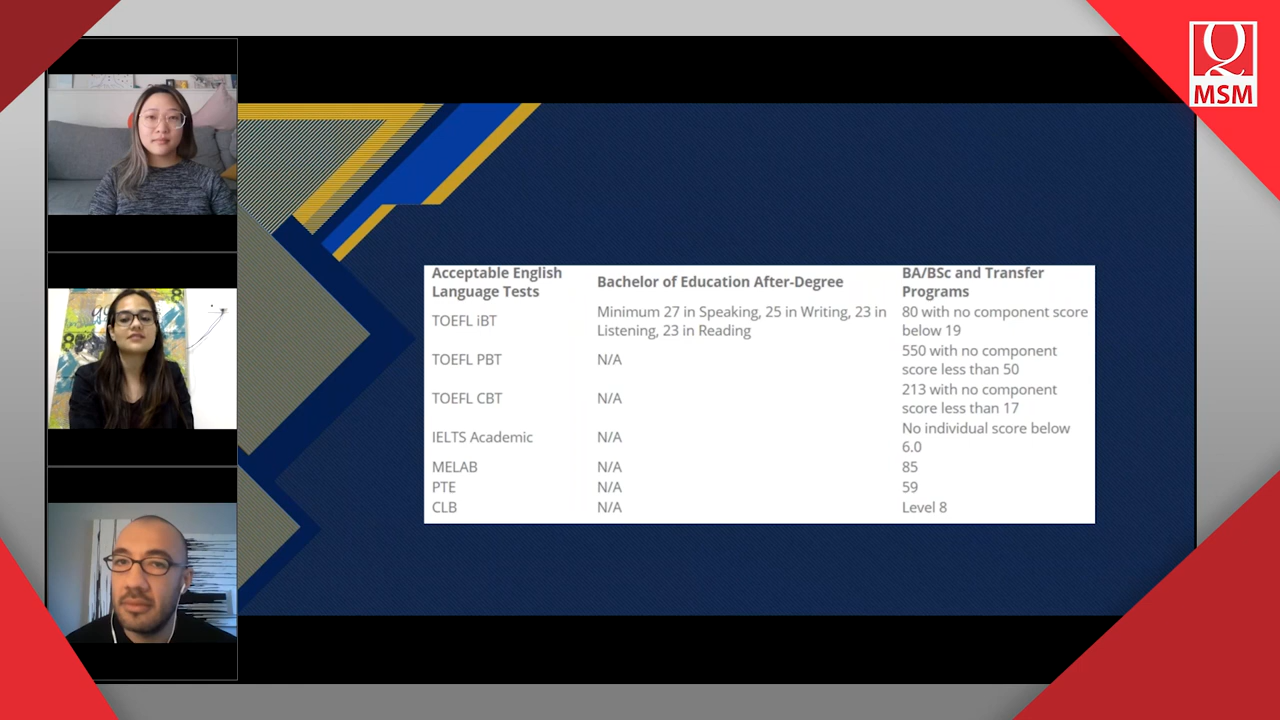 MSM
Acceptable English
Language Tests
Bachelor of Education After-Degree
BA/BSc and Transfer
Programs
TOEFL iBT
Minimum 27 in Speaking, 25 in Writing, 23 in
Listening, 23 in Reading
80 with no component score
below 19
TOEFL PBT
N/A
550 with no component
score less than 50
TOEFL CBT
N/A
213 with no component
score less than 17
IELTS Academic
N/A
No individual score below
6.0
MELAB
N/A
85
PTE
N/A
59
CLB
N/A
Level 8